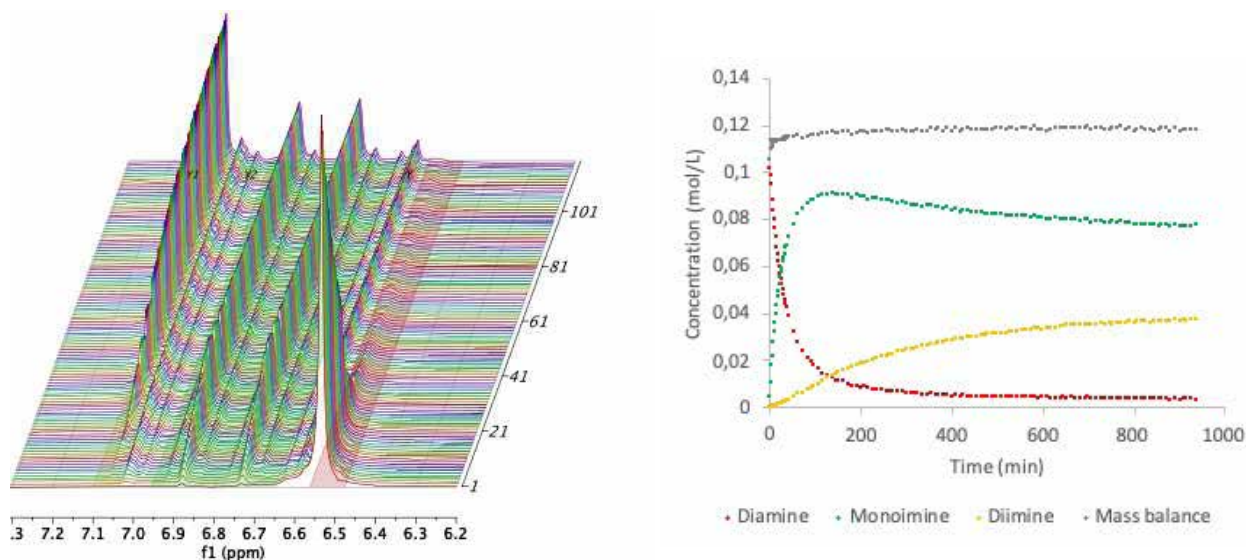 101
81
61
41
21
1
7.1 7.0 6.9 6.8 6.7 6.6 6.5 6.4 6.3 6.2
f1 (ppm)
0,14
0,12
0,1
0,08
0,06
0,04
0,02
0
Concentration (mol/L)
0 200 400 600 800 1000
Time (min)
Diamine Monoimine Diimine Mass balance